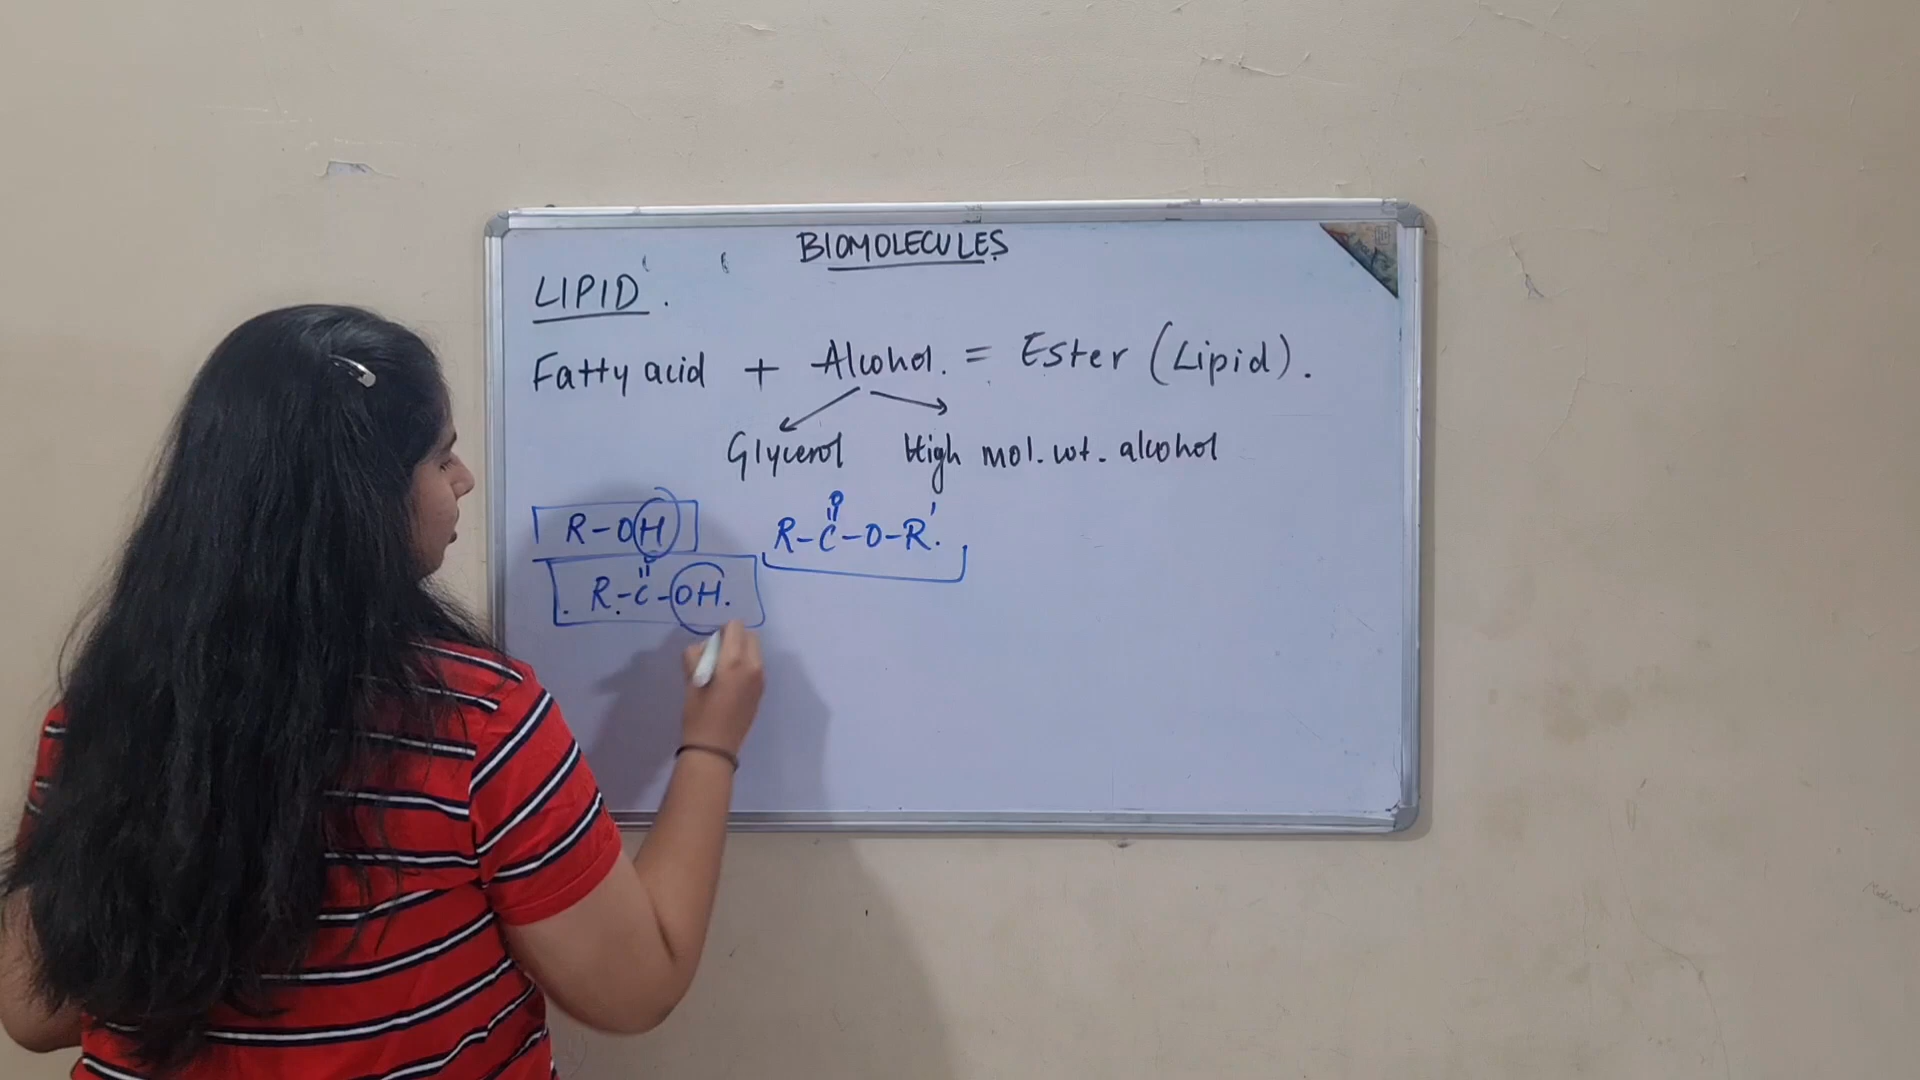 BIOMOLECULES
LIPID.
Fatty acid + Alcohol. = Ester (Lipid).
Glycerol High mol. wt. alcohol
R-OH
O
R-C-O-R'.
R-C-OH.